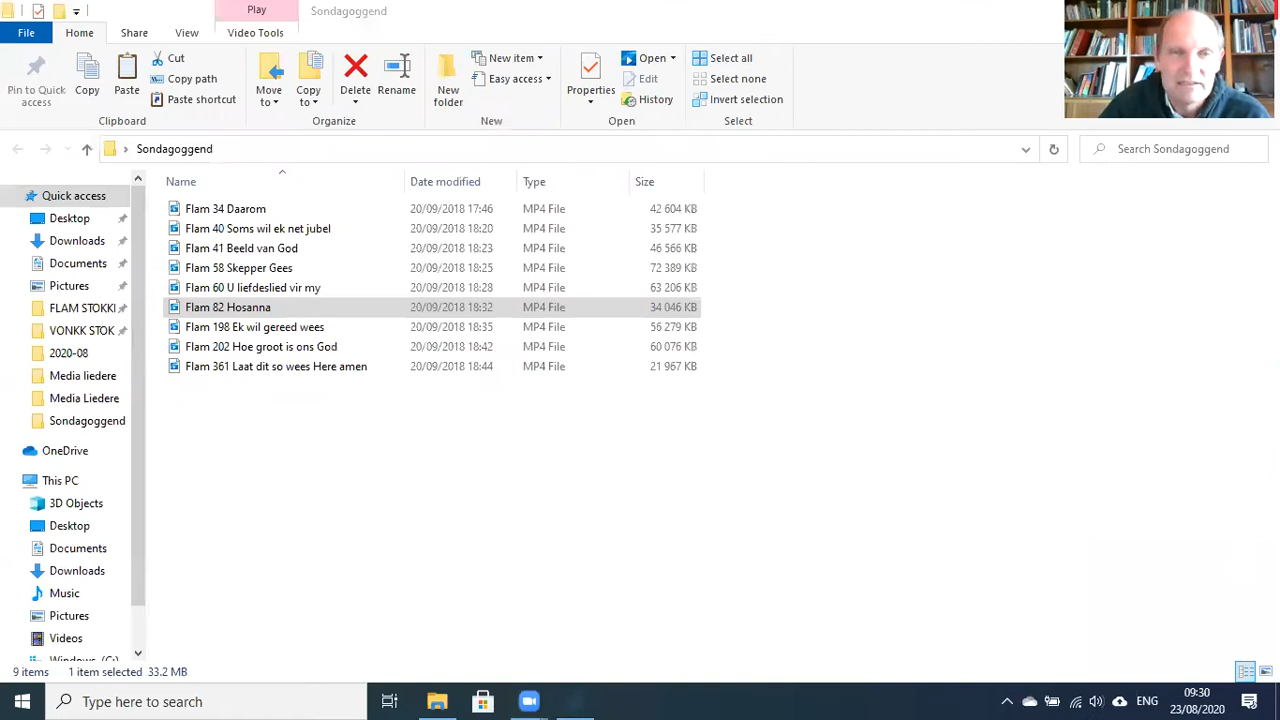 Play
Sondagoggend
File
Home
Share
View
Video Tools
Pin to Quick access
Copy
Paste
Cut
Copy path
Paste shortcut
Clipboard
Move to
Copy to
Delete
Rename
Organize
New folder
New item
Easy access
New
Properties
Open
Edit
History
Open
Select all
Select none
Invert selection
Select
Sondagoggend
Search Sondagoggend
Name Date modified Type Size
Flam 34 Daarom 20/09/2018 17:46 MP4 File 42 604 KB
Flam 40 Soms wil ek net jubel 20/09/2018 18:20 MP4 File 35 577 KB
Flam 41 Beeld van God 20/09/2018 18:23 MP4 File 46 566 KB
Flam 58 Skepper Gees 20/09/2018 18:25 MP4 File 72 389 KB
Flam 60 U liefdeslied vir my 20/09/2018 18:28 MP4 File 63 206 KB
Flam 82 Hosanna 20/09/2018 18:32 MP4 File 34 046 KB
Flam 198 Ek wil gereed wees 20/09/2018 18:35 MP4 File 56 279 KB
Flam 202 Hoe groot is ons God 20/09/2018 18:42 MP4 File 60 076 KB
Flam 361 Laat dit so wees Here amen 20/09/2018 18:44 MP4 File 21 967 KB
Quick access
Desktop
Downloads
Documents
Pictures
FLAM STOKKI
VONKK STOK
2020-08
Media liedere
Media Liedere
Sondagoggend
OneDrive
This PC
3D Objects
Desktop
Documents
Downloads
Music
Pictures
Videos
Windows (C:)
9 items 1 item selected 33.2 MB
Type here to search
ENG
09:30
23/08/2020